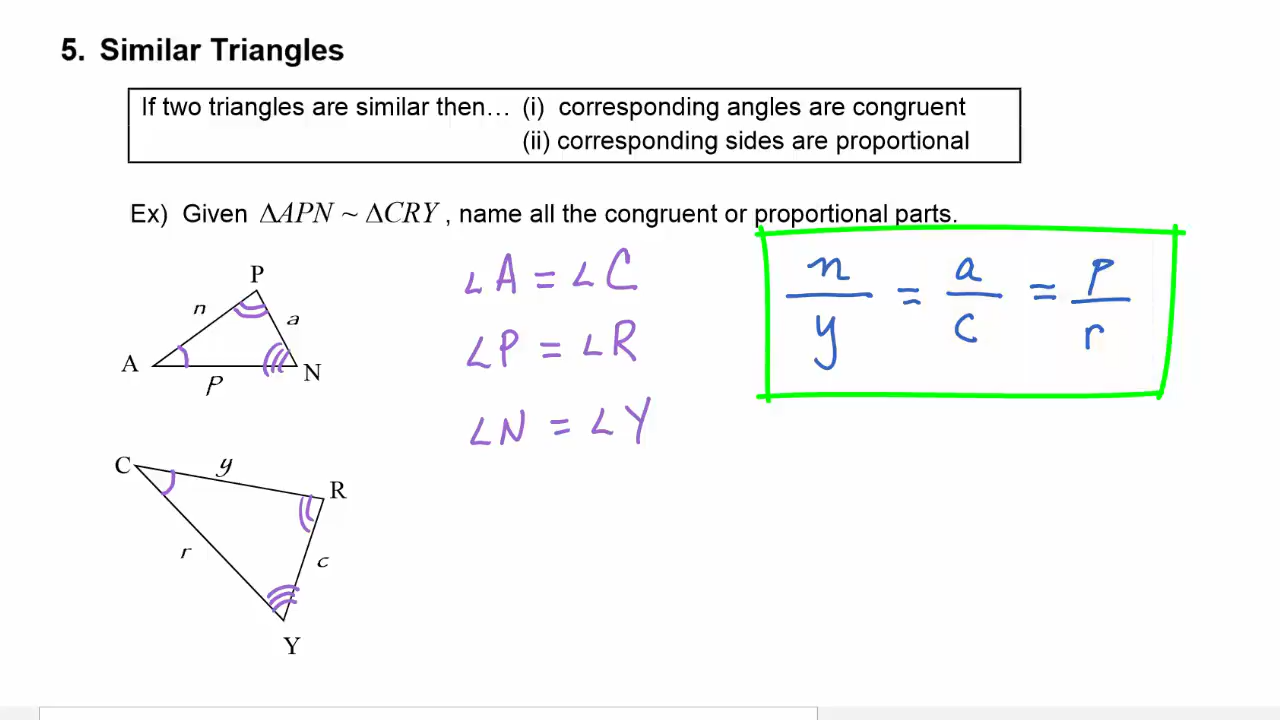 5. Similar Triangles
If two triangles are similar then… (i) corresponding angles are congruent
(ii) corresponding sides are proportional
Ex) Given ΔAPN ~ ΔCRY , name all the congruent or proportional parts.
∠A = ∠C
∠P = ∠R
∠N = ∠Y
n/y = a/c = p/r
P
n
a
A
N
p
C
y
R
r
c
Y